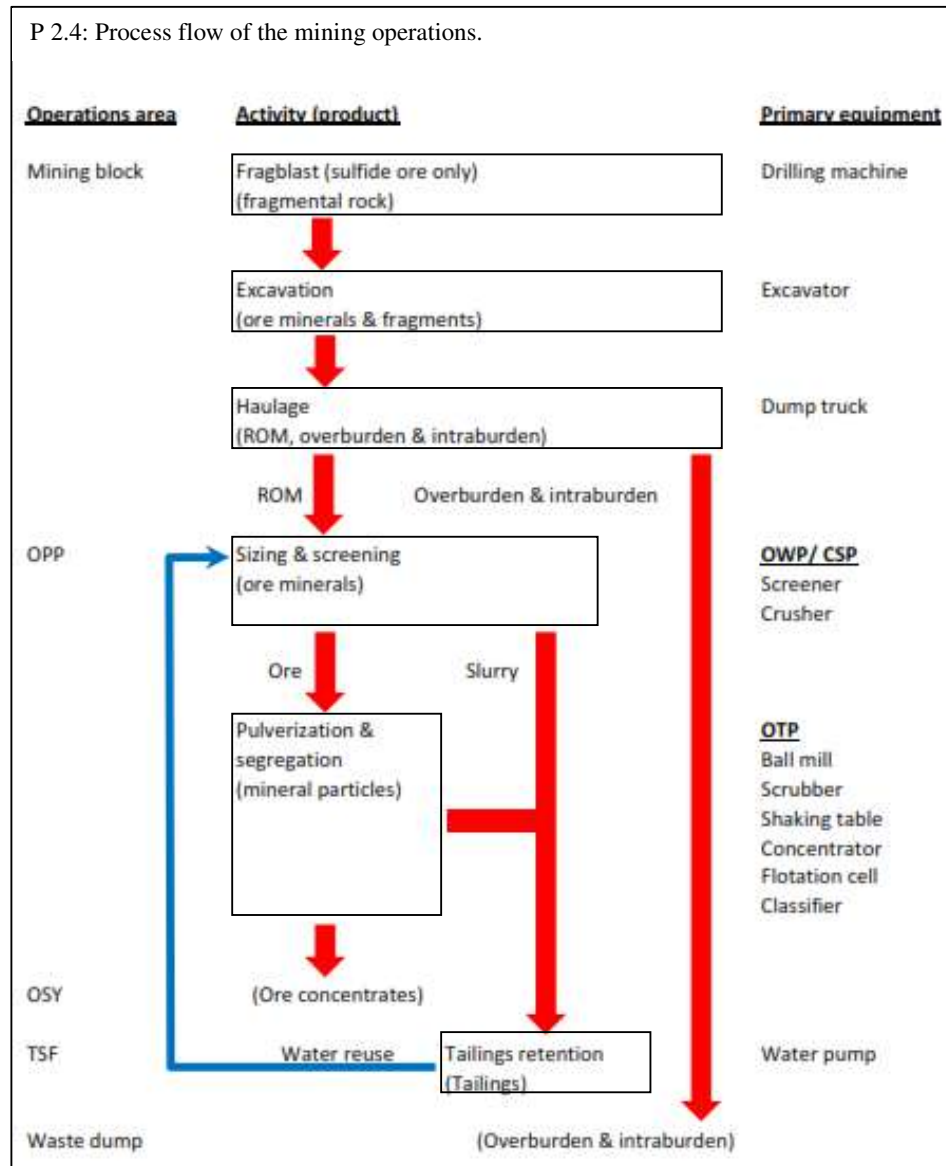 P 2.4: Process flow of the mining operations.
Operations area Activity (product) Primary equipment
Mining block Fragblast (sulfide ore only) Drilling machine
(fragmental rock)
Excavation Excavator
(ore minerals & fragments)
Haulage Dump truck
(ROM, overburden & intraburden)
ROM Overburden & intraburden
OPP Sizing & screening OWP/ CSP
(ore minerals) Screener
Crusher
Ore Slurry
Pulverization & OTP
segregation Ball mill
(mineral particles) Scrubber
Shaking table
Concentrator
Flotation cell
Classifier
OSY (Ore concentrates)
TSF Water reuse Tailings retention Water pump
(Tailings)
Waste dump (Overburden & intraburden)